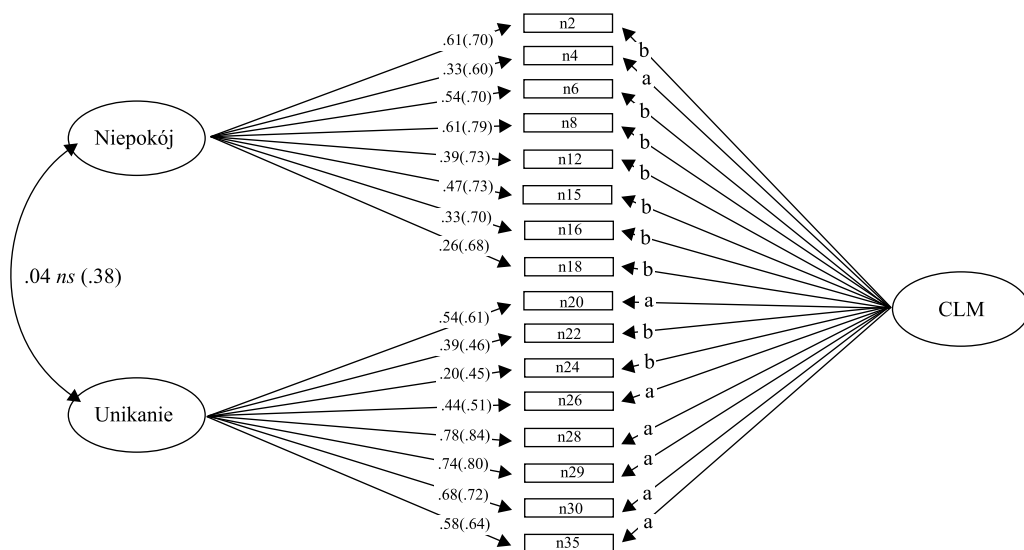 n2
.61(.70)
b
n4
.33(.60)
a
n6
.54(.70)
b
n8
.61(.79)
b
Niepokój
n12
.39(.73)
b
n15
.47(.73)
b
n16
.33(.70)
b
n18
.26(.68)
b
.04 ns (.38)
n20
.54(.61)
a
CLM
n22
.39(.46)
b
n24
.20(.45)
b
n26
.44(.51)
a
Unikanie
n28
.78(.84)
a
n29
.74(.80)
a
n30
.68(.72)
a
n35
.58(.64)
a